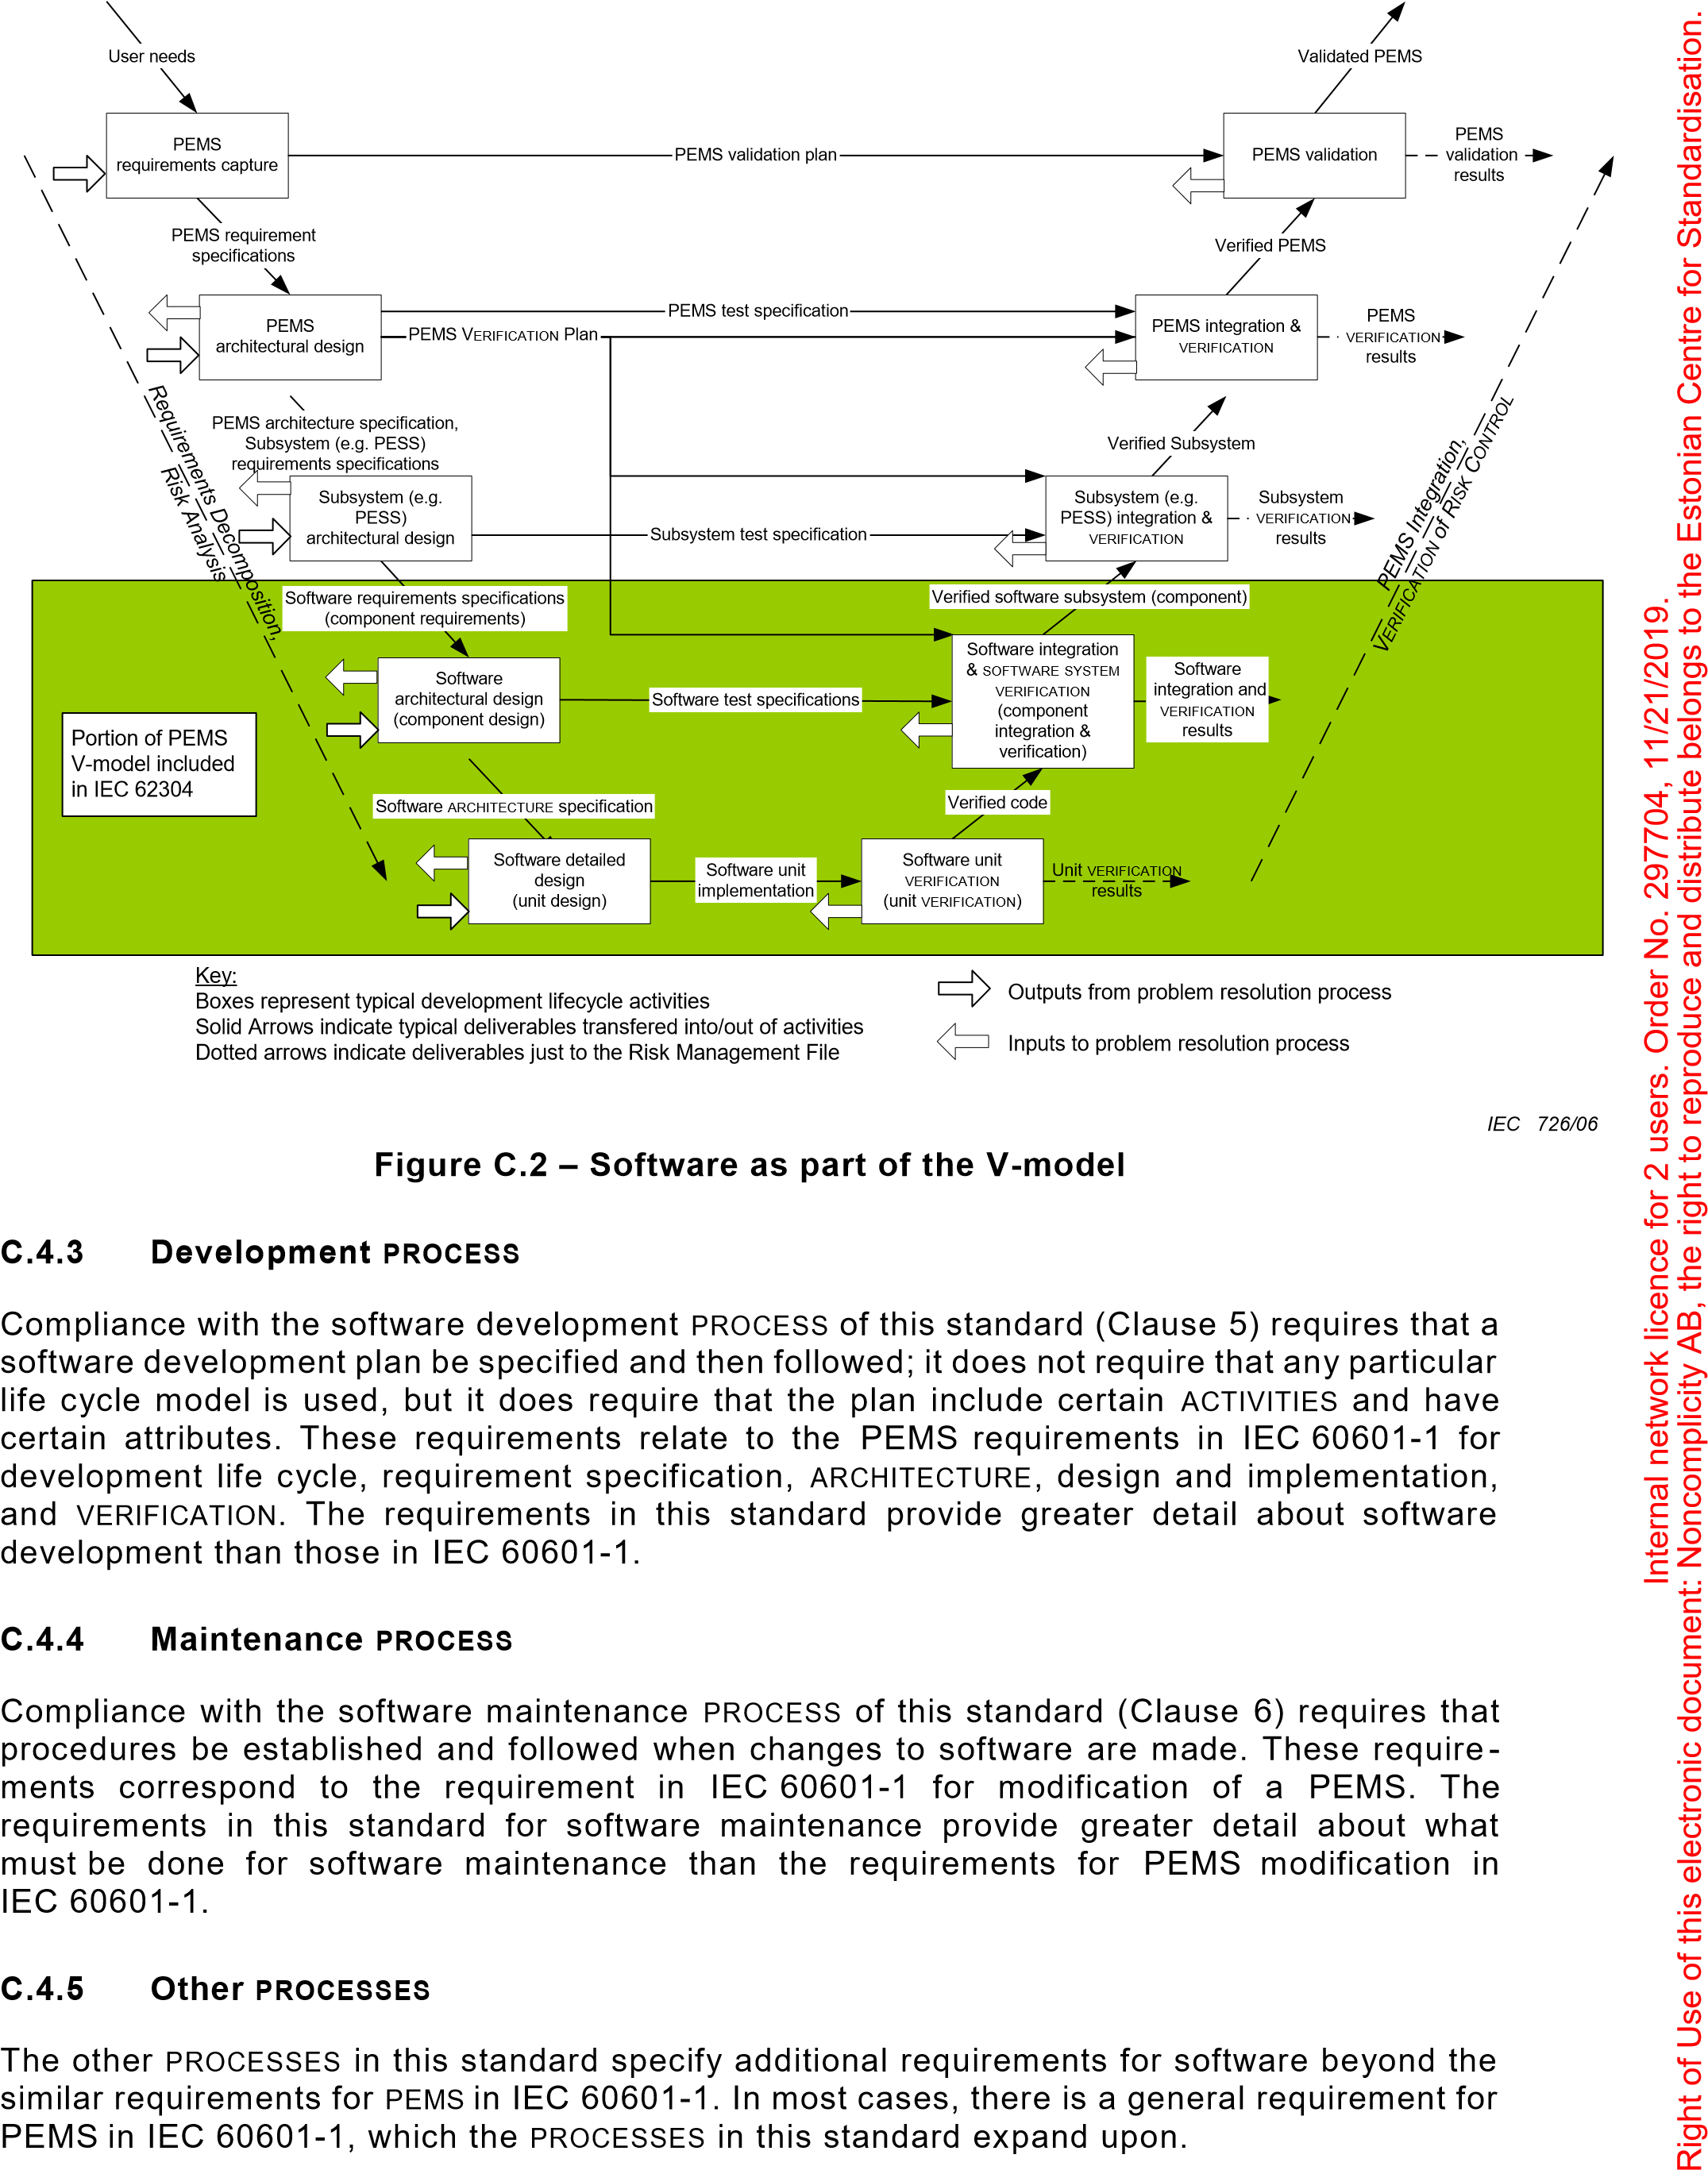 User needs
Validated PEMS
PEMS
requirements capture
PEMS validation plan
PEMS validation
PEMS
validation
results
PEMS requirement
specifications
Verified PEMS
PEMS
architectural design
PEMS test specification
PEMS VERIFICATION Plan
PEMS integration &
VERIFICATION
PEMS
VERIFICATION
results
Requirements Decomposition,
Risk Analysis
PEMS architecture specification,
Subsystem (e.g. PESS)
requirements specifications
Verified Subsystem
PEMS Integration,
VERIFICATION of RISK CONTROL
Subsystem (e.g.
PESS)
architectural design
Subsystem test specification
Subsystem (e.g.
PESS) integration &
VERIFICATION
Subsystem
VERIFICATION
results
Software requirements specifications
(component requirements)
Verified software subsystem (component)
Software
architectural design
(component design)
Software test specifications
Software integration
& SOFTWARE SYSTEM
VERIFICATION
(component
integration &
verification)
Software
integration and
VERIFICATION
results
Portion of PEMS
V-model included
in IEC 62304
Software ARCHITECTURE specification
Verified code
Software detailed
design
(unit design)
Software unit
implementation
Software unit
VERIFICATION
(unit VERIFICATION)
Unit VERIFICATION
results
Key:
Boxes represent typical development lifecycle activities
Solid Arrows indicate typical deliverables transfered into/out of activities
Dotted arrows indicate deliverables just to the Risk Management File
Outputs from problem resolution process
Inputs to problem resolution process
IEC 726/06
Figure C.2 – Software as part of the V-model
C.4.3 Development PROCESS
Compliance with the software development PROCESS of this standard (Clause 5) requires that a
software development plan be specified and then followed; it does not require that any particular
life cycle model is used, but it does require that the plan include certain ACTIVITIES and have
certain attributes. These requirements relate to the PEMS requirements in IEC 60601-1 for
development life cycle, requirement specification, ARCHITECTURE, design and implementation,
and VERIFICATION. The requirements in this standard provide greater detail about software
development than those in IEC 60601-1.
C.4.4 Maintenance PROCESS
Compliance with the software maintenance PROCESS of this standard (Clause 6) requires that
procedures be established and followed when changes to software are made. These require-
ments correspond to the requirement in IEC 60601-1 for modification of a PEMS. The
requirements in this standard for software maintenance provide greater detail about what
must be done for software maintenance than the requirements for PEMS modification in
IEC 60601-1.
C.4.5 Other PROCESSES
The other PROCESSES in this standard specify additional requirements for software beyond the
similar requirements for PEMS in IEC 60601-1. In most cases, there is a general requirement for
PEMS in IEC 60601-1, which the PROCESSES in this standard expand upon.
Internal network licence for 2 users. Order No. 297704, 11/21/2019.
Right of Use of this electronic document: Noncomplicity AB, the right to reproduce and distribute belongs to the Estonian Centre for Standardisation.